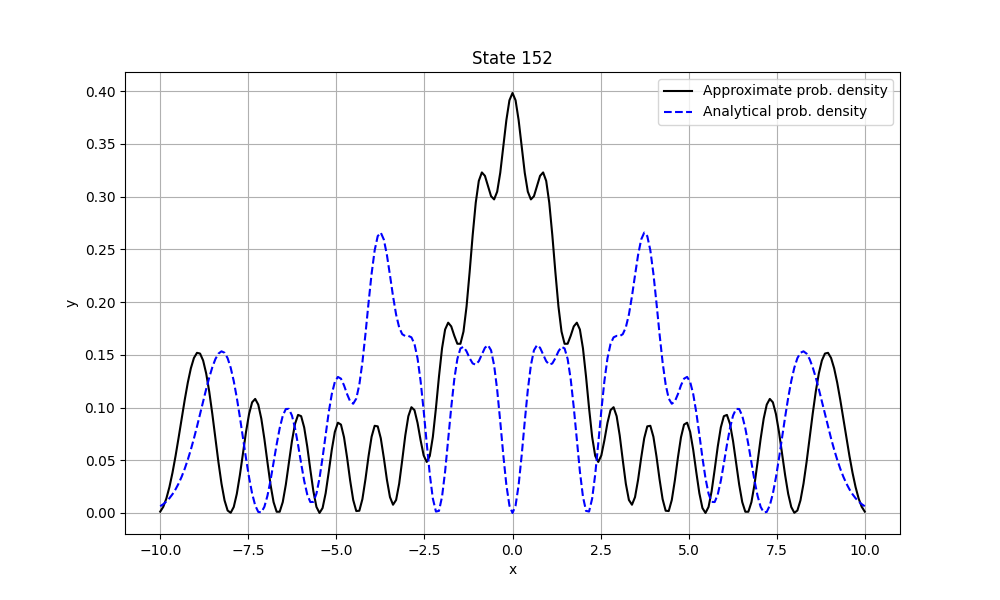 State 152
Approximate prob. density
Analytical prob. density
y
0.40
0.35
0.30
0.25
0.20
0.15
0.10
0.05
0.00
−10.0 −7.5 −5.0 −2.5 0.0 2.5 5.0 7.5 10.0
x